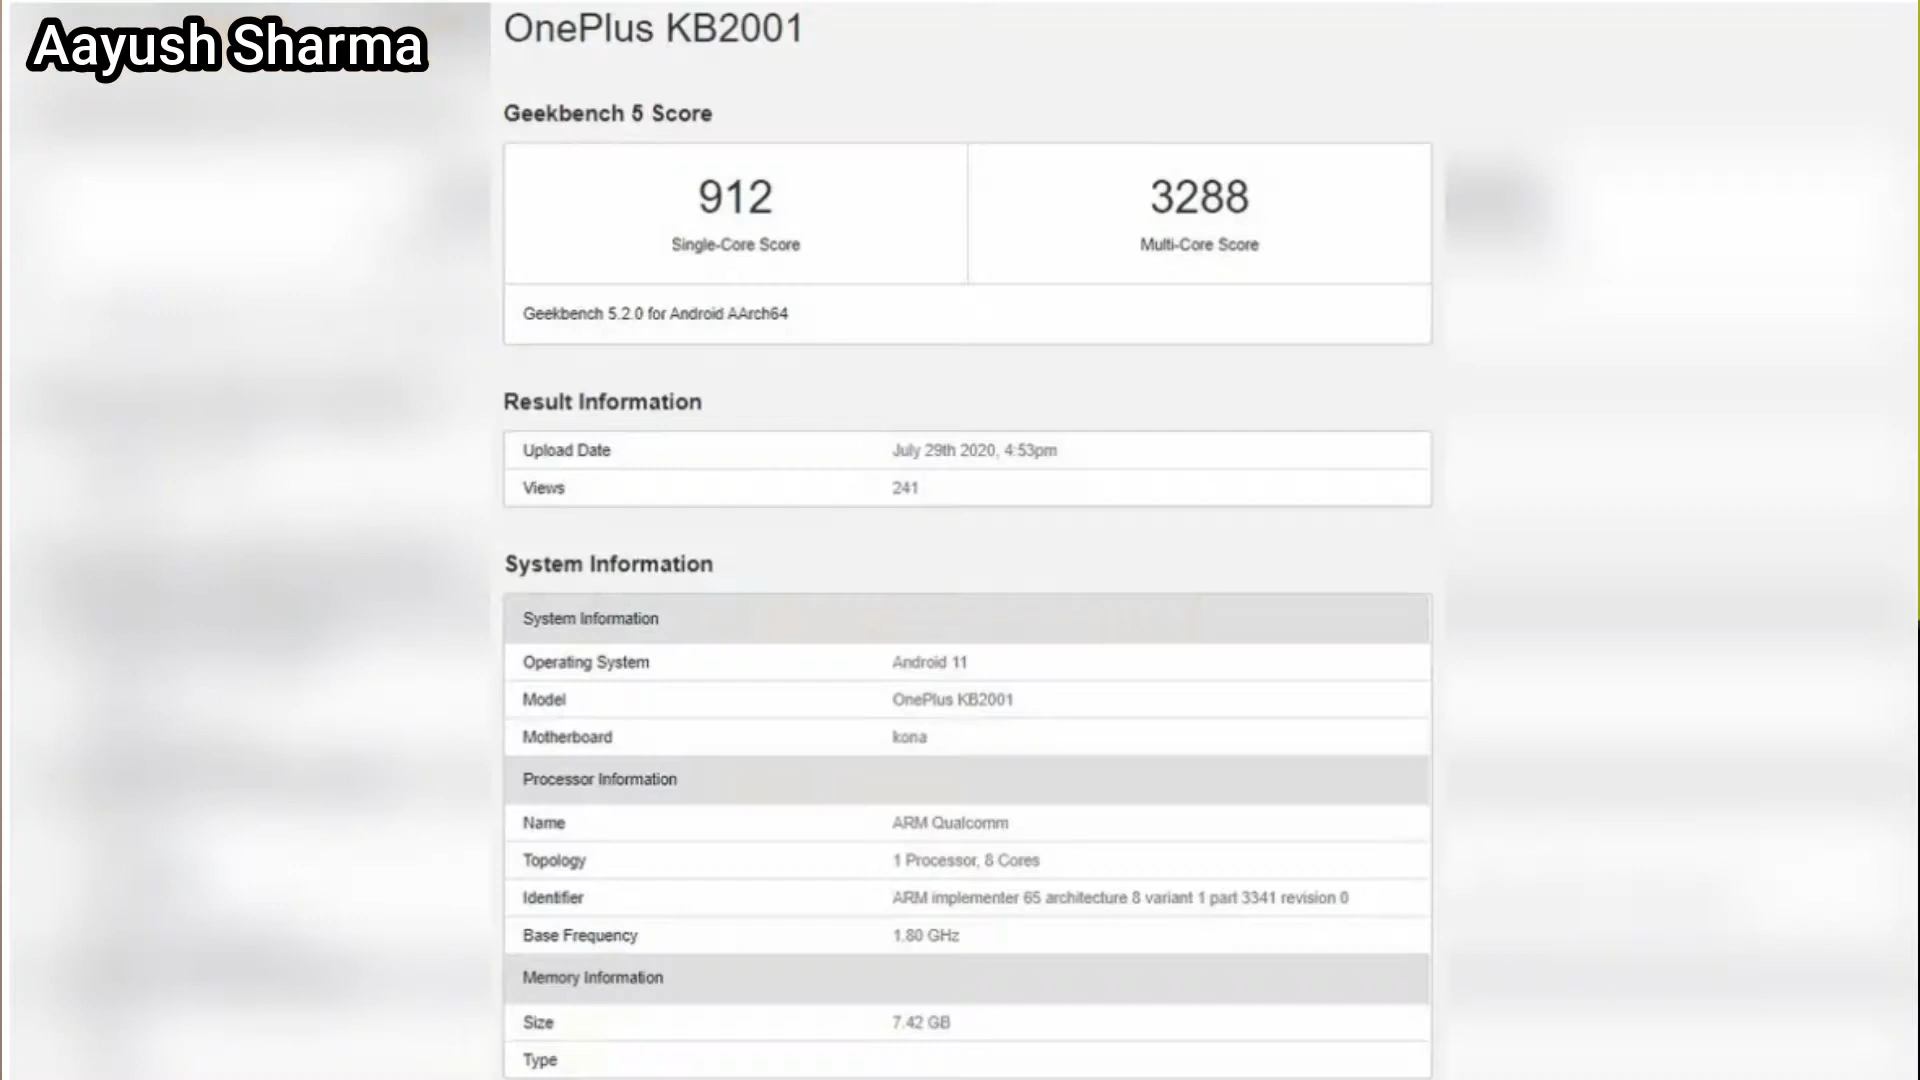 Aayush Sharma
OnePlus KB2001
Geekbench 5 Score
912 3288
Single-Core Score Multi-Core Score
Geekbench 5.2.0 for Android AArch64
Result Information
Upload Date July 29th 2020, 4:53pm
Views 241
System Information
System Information
Operating System Android 11
Model OnePlus KB2001
Motherboard kona
Processor Information
Name ARM Qualcomm
Topology 1 Processor, 8 Cores
Identifier ARM implementer 65 architecture 8 variant 1 part 3341 revision 0
Base Frequency 1.80 GHz
Memory Information
Size 7.42 GB
Type